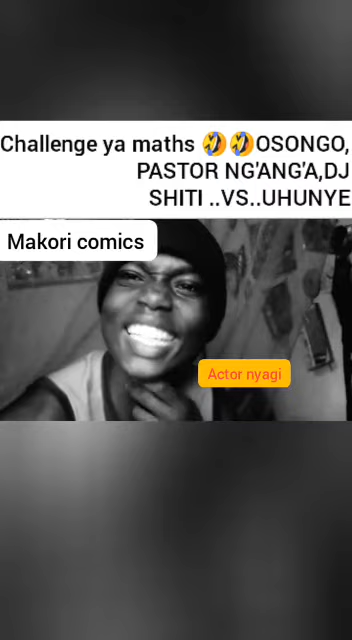 Challenge ya maths 🤣🤣OSONGO,
PASTOR NG'ANG'A,DJ
SHITI ..VS..UHUNYE
Makori comics
Actor nyagi